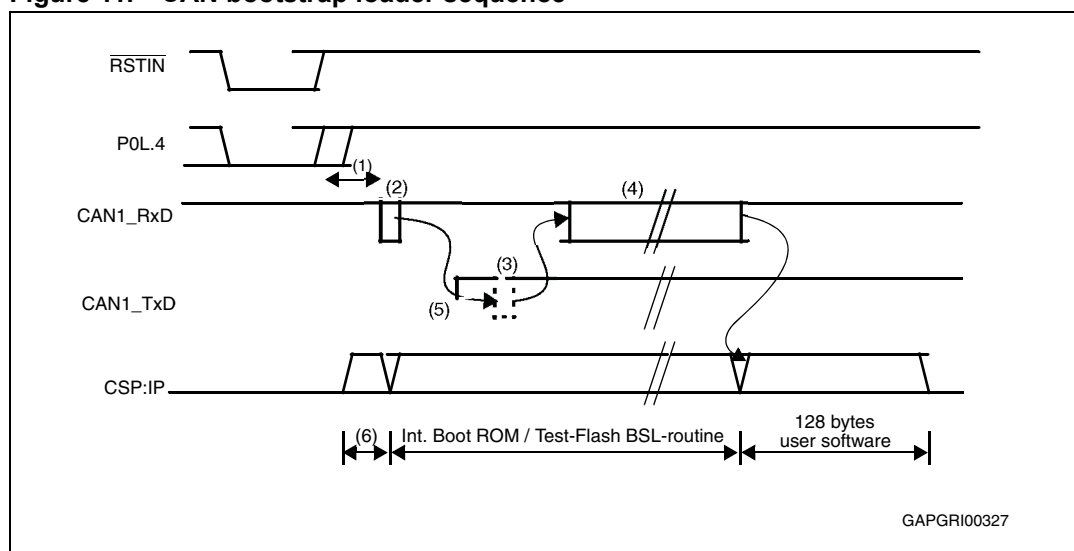 Figure CAN bootstrap loader sequence
RSTIN
P0L.4
(1)
(2)
(4)
CAN1_RxD
(3)
CAN1_TxD
(5)
CSP:IP
(6)
Int. Boot ROM / Test-Flash BSL-routine
128 bytes
user software
GAPGRI00327